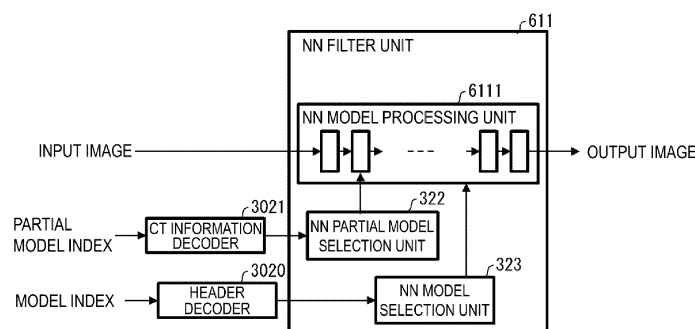 611
NN FILTER UNIT
6111
NN MODEL PROCESSING UNIT
INPUT IMAGE
OUTPUT IMAGE
322
3021
PARTIAL
MODEL INDEX
CT INFORMATION
DECODER
NN PARTIAL MODEL
SELECTION UNIT
3020
323
MODEL INDEX
HEADER
DECODER
NN MODEL
SELECTION UNIT